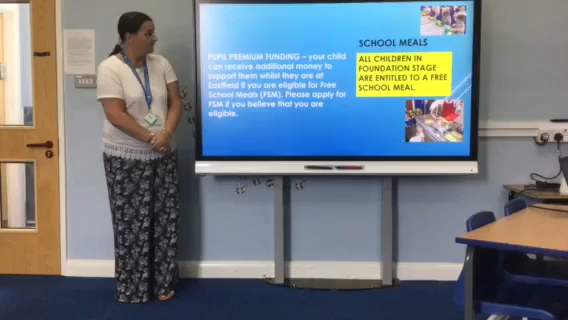 PUPIL PREMIUM FUNDING – your child
can receive additional money to
support them whilst they are at
Eastfield if you are eligible for Free
School Meals (FSM). Please apply for
FSM if you believe that you are
eligible.
SCHOOL MEALS
ALL CHILDREN IN
FOUNDATION STAGE
ARE ENTITLED TO A FREE
SCHOOL MEAL.